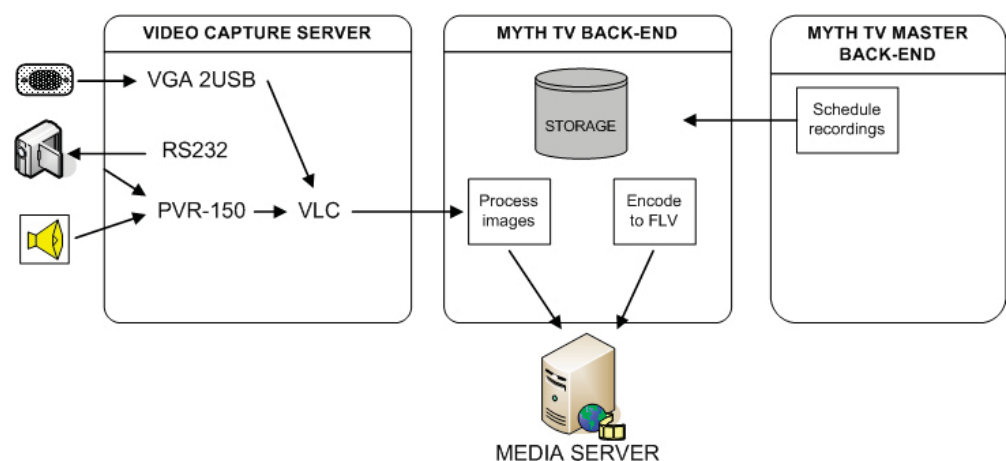 VIDEO CAPTURE SERVER
VGA 2USB
RS232
PVR-150
VLC
MYTH TV BACK-END
STORAGE
Process
images
Encode
to FLV
MYTH TV MASTER
BACK-END
Schedule
recordings
MEDIA SERVER